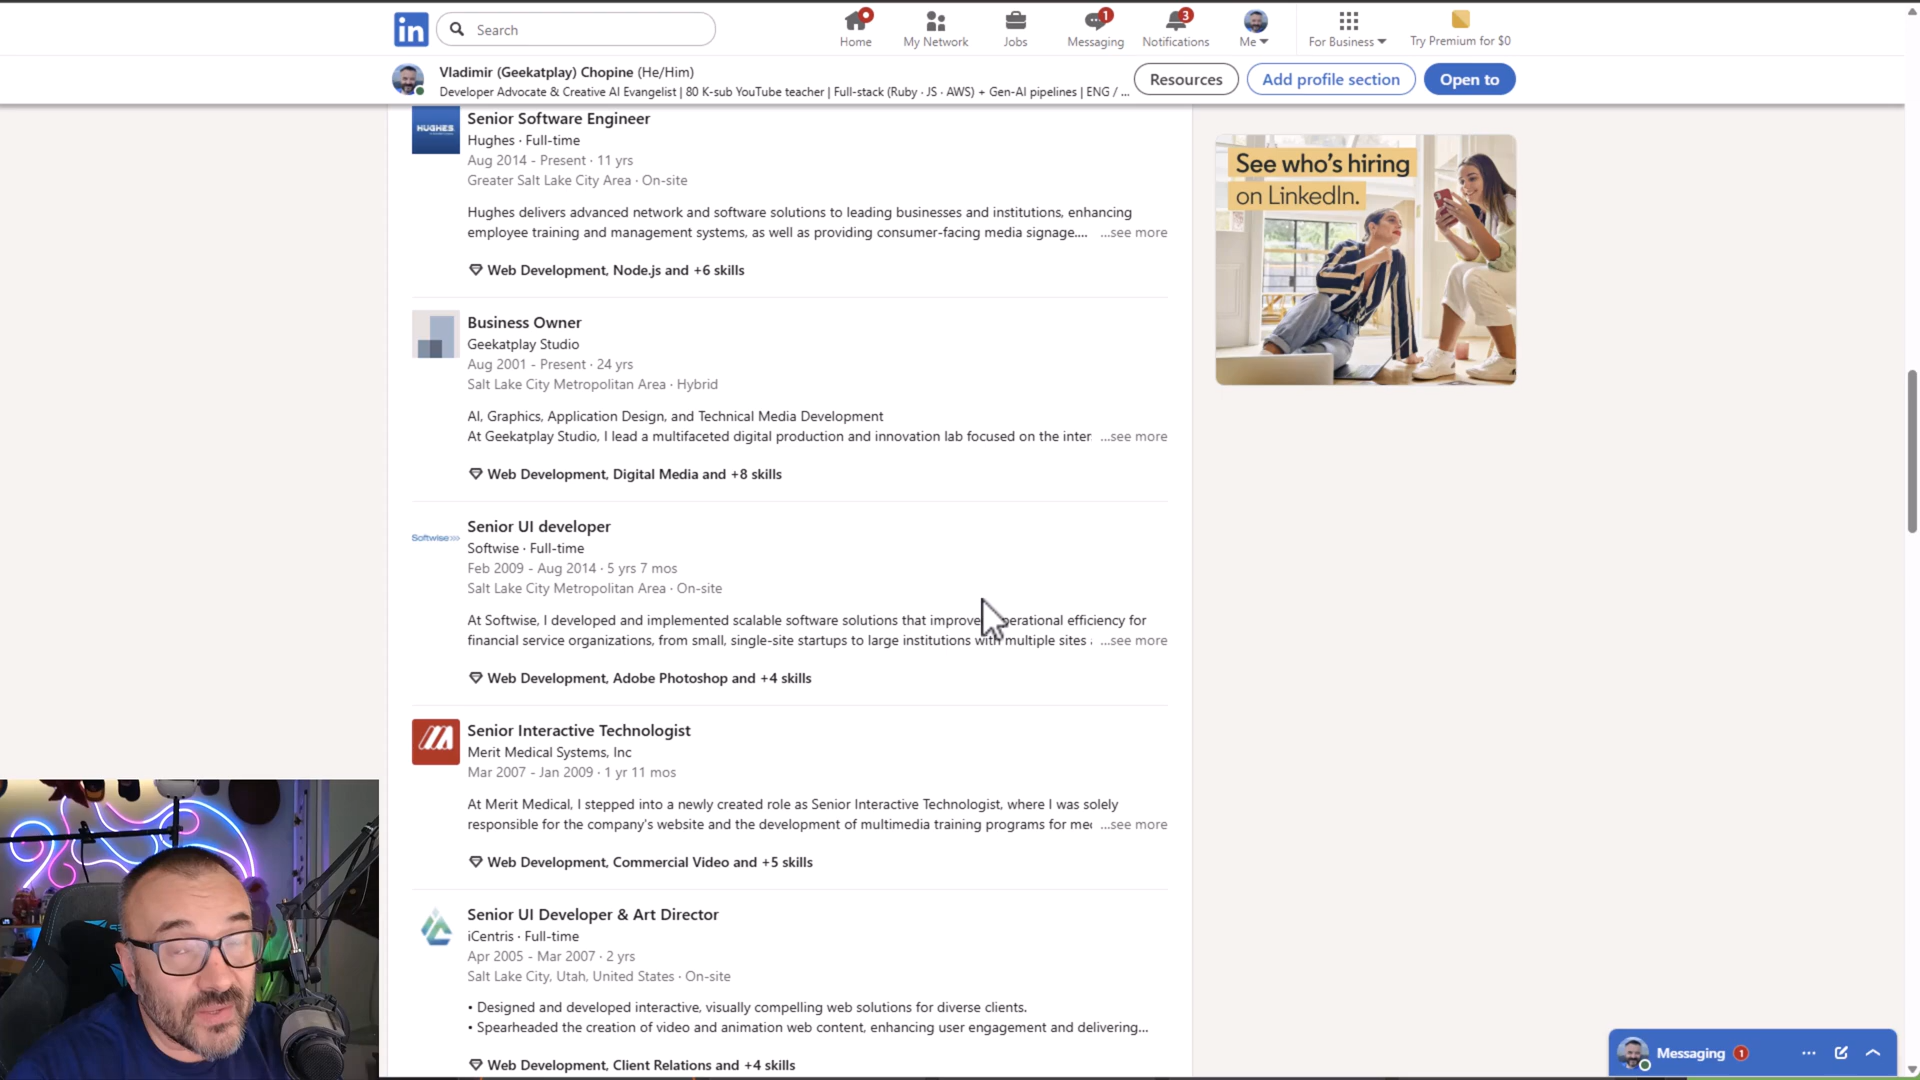 in
Search
Home
My Network
Jobs
1
Messaging
3
Notifications
Me
For Business
Try Premium for $0
Vladimir (Geekatplay) Chopine (He/Him)
Developer Advocate & Creative AI Evangelist | 80 K-sub YouTube teacher | Full-stack (Ruby · JS · AWS) + Gen-AI pipelines | ENG / ...
Resources
Add profile section
Open to
HUGHES
Senior Software Engineer
Hughes · Full-time
Aug 2014 - Present · 11 yrs
Greater Salt Lake City Area · On-site
Hughes delivers advanced network and software solutions to leading businesses and institutions, enhancing
employee training and management systems, as well as providing consumer-facing media signage.... ...see more
Web Development, Node.js and +6 skills
Business Owner
Geekatplay Studio
Aug 2001 - Present · 24 yrs
Salt Lake City Metropolitan Area · Hybrid
AI, Graphics, Application Design, and Technical Media Development
At Geekatplay Studio, I lead a multifaceted digital production and innovation lab focused on the inter ...see more
Web Development, Digital Media and +8 skills
Softwise
Senior UI developer
Softwise · Full-time
Feb 2009 - Aug 2014 · 5 yrs 7 mos
Salt Lake City Metropolitan Area · On-site
At Softwise, I developed and implemented scalable software solutions that improve erational efficiency for
financial service organizations, from small, single-site startups to large institutions with multiple sites ...see more
Web Development, Adobe Photoshop and +4 skills
Senior Interactive Technologist
Merit Medical Systems, Inc
Mar 2007 - Jan 2009 · 1 yr 11 mos
At Merit Medical, I stepped into a newly created role as Senior Interactive Technologist, where I was solely
responsible for the company's website and the development of multimedia training programs for me ...see more
Web Development, Commercial Video and +5 skills
Senior UI Developer & Art Director
iCentris · Full-time
Apr 2005 - Mar 2007 · 2 yrs
Salt Lake City, Utah, United States · On-site
• Designed and developed interactive, visually compelling web solutions for diverse clients.
• Spearheaded the creation of video and animation web content, enhancing user engagement and delivering...
Web Development, Client Relations and +4 skills
See who's hiring
on LinkedIn.
Messaging 1